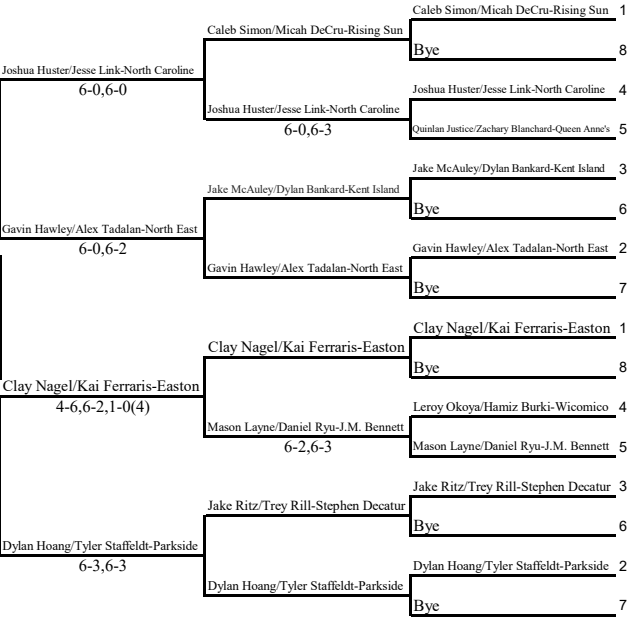 Caleb Simon/Micah DeCru-Rising Sun 1
Caleb Simon/Micah DeCru-Rising Sun
Bye 8
Joshua Huster/Jesse Link-North Caroline
6-0,6-0
Joshua Huster/Jesse Link-North Caroline 4
Joshua Huster/Jesse Link-North Caroline
6-0,6-3
Quinlan Justice/Zachary Blanchard-Queen Anne's 5
Jake McAuley/Dylan Bankard-Kent Island 3
Jake McAuley/Dylan Bankard-Kent Island
Bye 6
Gavin Hawley/Alex Tadalan-North East
6-0,6-2
Gavin Hawley/Alex Tadalan-North East 2
Gavin Hawley/Alex Tadalan-North East
Bye 7
Clay Nagel/Kai Ferraris-Easton 1
Clay Nagel/Kai Ferraris-Easton
Bye 8
Clay Nagel/Kai Ferraris-Easton
4-6,6-2,1-0(4)
Leroy Okoya/Hamiz Burki-Wicomico 4
Mason Layne/Daniel Ryu-J.M. Bennett
6-2,6-3
Mason Layne/Daniel Ryu-J.M. Bennett 5
Jake Ritz/Trey Rill-Stephen Decatur 3
Jake Ritz/Trey Rill-Stephen Decatur
Bye 6
Dylan Hoang/Tyler Staffeldt-Parkside
6-3,6-3
Dylan Hoang/Tyler Staffeldt-Parkside 2
Dylan Hoang/Tyler Staffeldt-Parkside
Bye 7